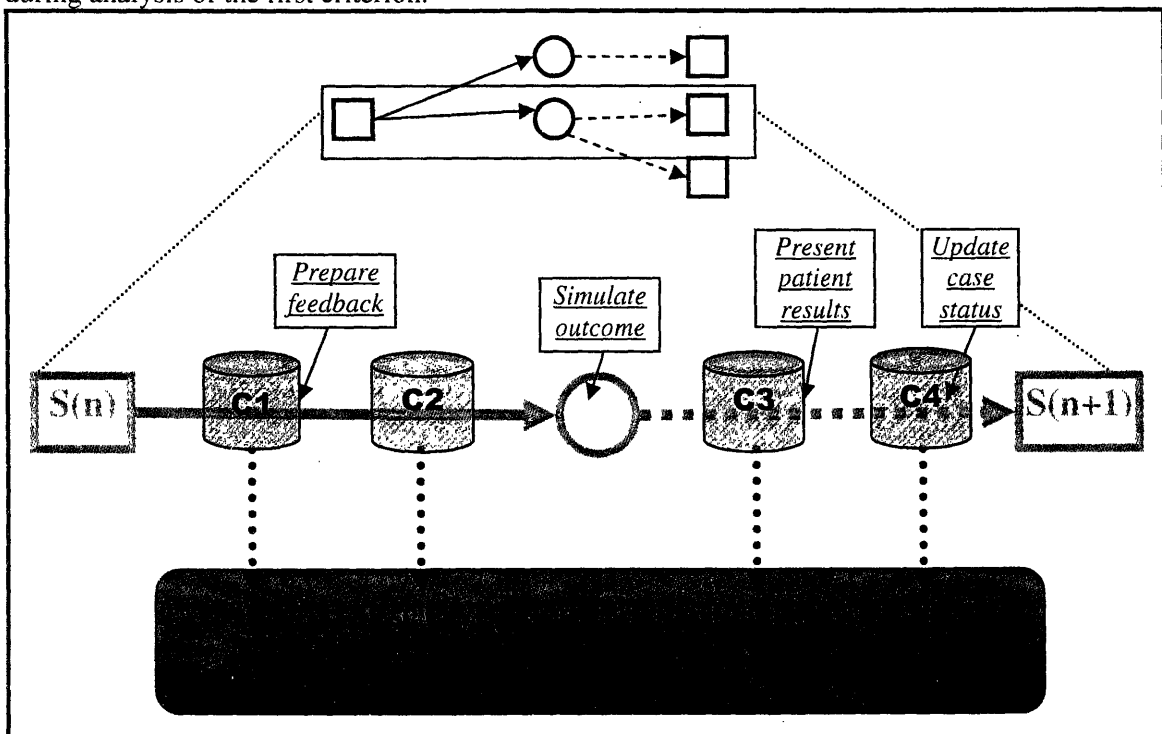 during analysis of the first criterion.
Prepare
feedback
Simulate
outcome
Present
patient
results
Update
case
status
S(n)
C1
C2
C3
C4
S(n+1)